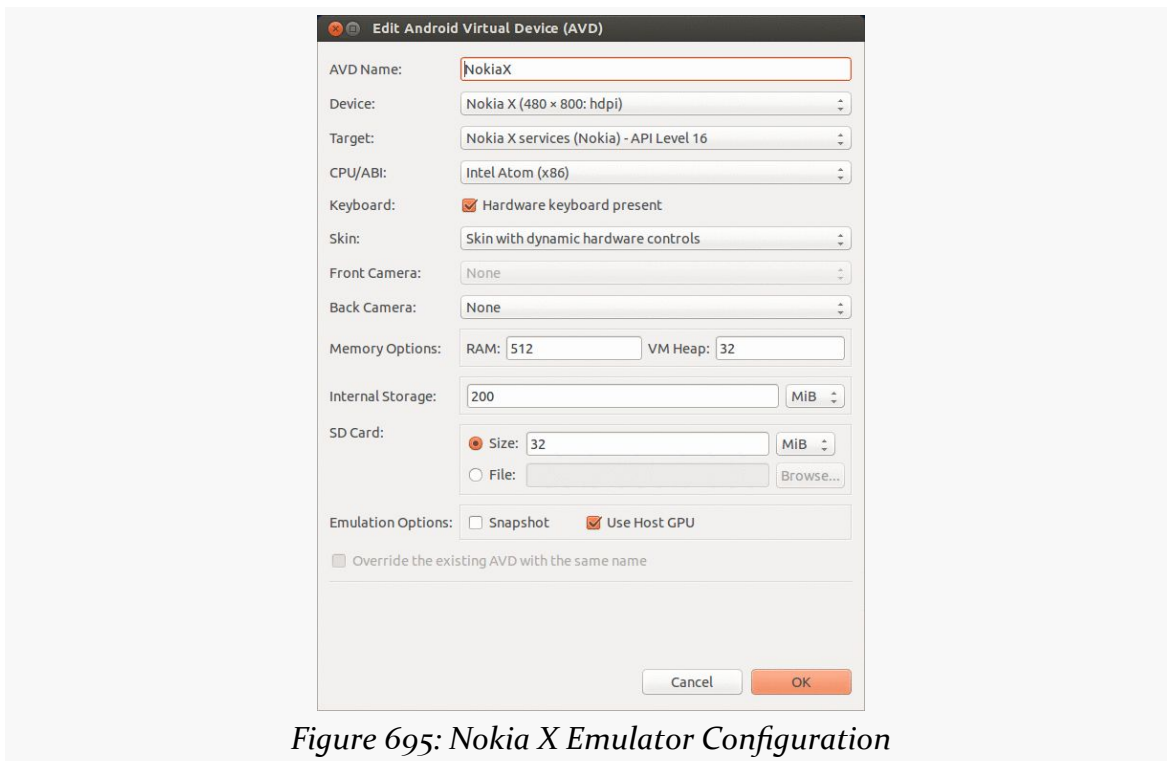 Edit Android Virtual Device (AVD)
AVD Name: NokiaX
Device: Nokia X (480 × 800: hdpi)
Target: Nokia X services (Nokia) - API Level 16
CPU/ABI: Intel Atom (x86)
Keyboard: Hardware keyboard present
Skin: Skin with dynamic hardware controls
Front Camera: None
Back Camera: None
Memory Options: RAM: 512 VM Heap: 32
Internal Storage: 200 MiB
SD Card:
Size: 32 MiB
File: Browse...
Emulation Options: Snapshot Use Host GPU
Override the existing AVD with the same name
Cancel OK
Figure 695: Nokia X Emulator Configuration